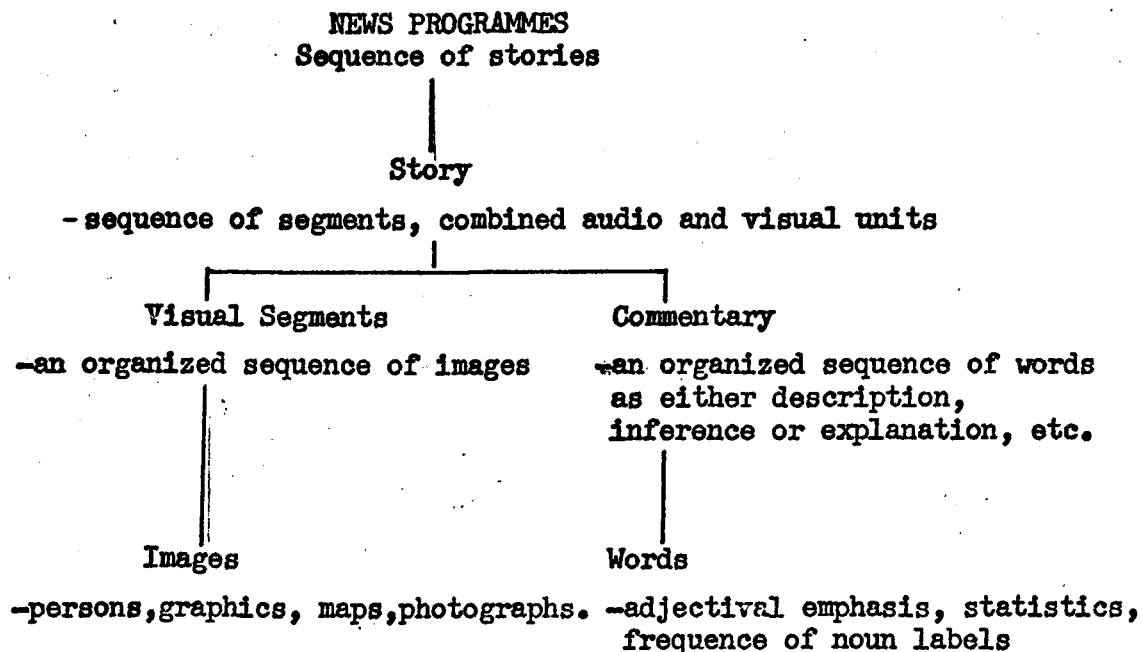 NEWS PROGRAMMES
Sequence of stories
Story
-sequence of segments, combined audio and visual units
Visual Segments
-an organized sequence of images
Commentary
-an organized sequence of words
as either description,
inference or explanation, etc.
Images
-persons,graphics, maps,photographs.
Words
-adjectival emphasis, statistics,
frequence of noun labels